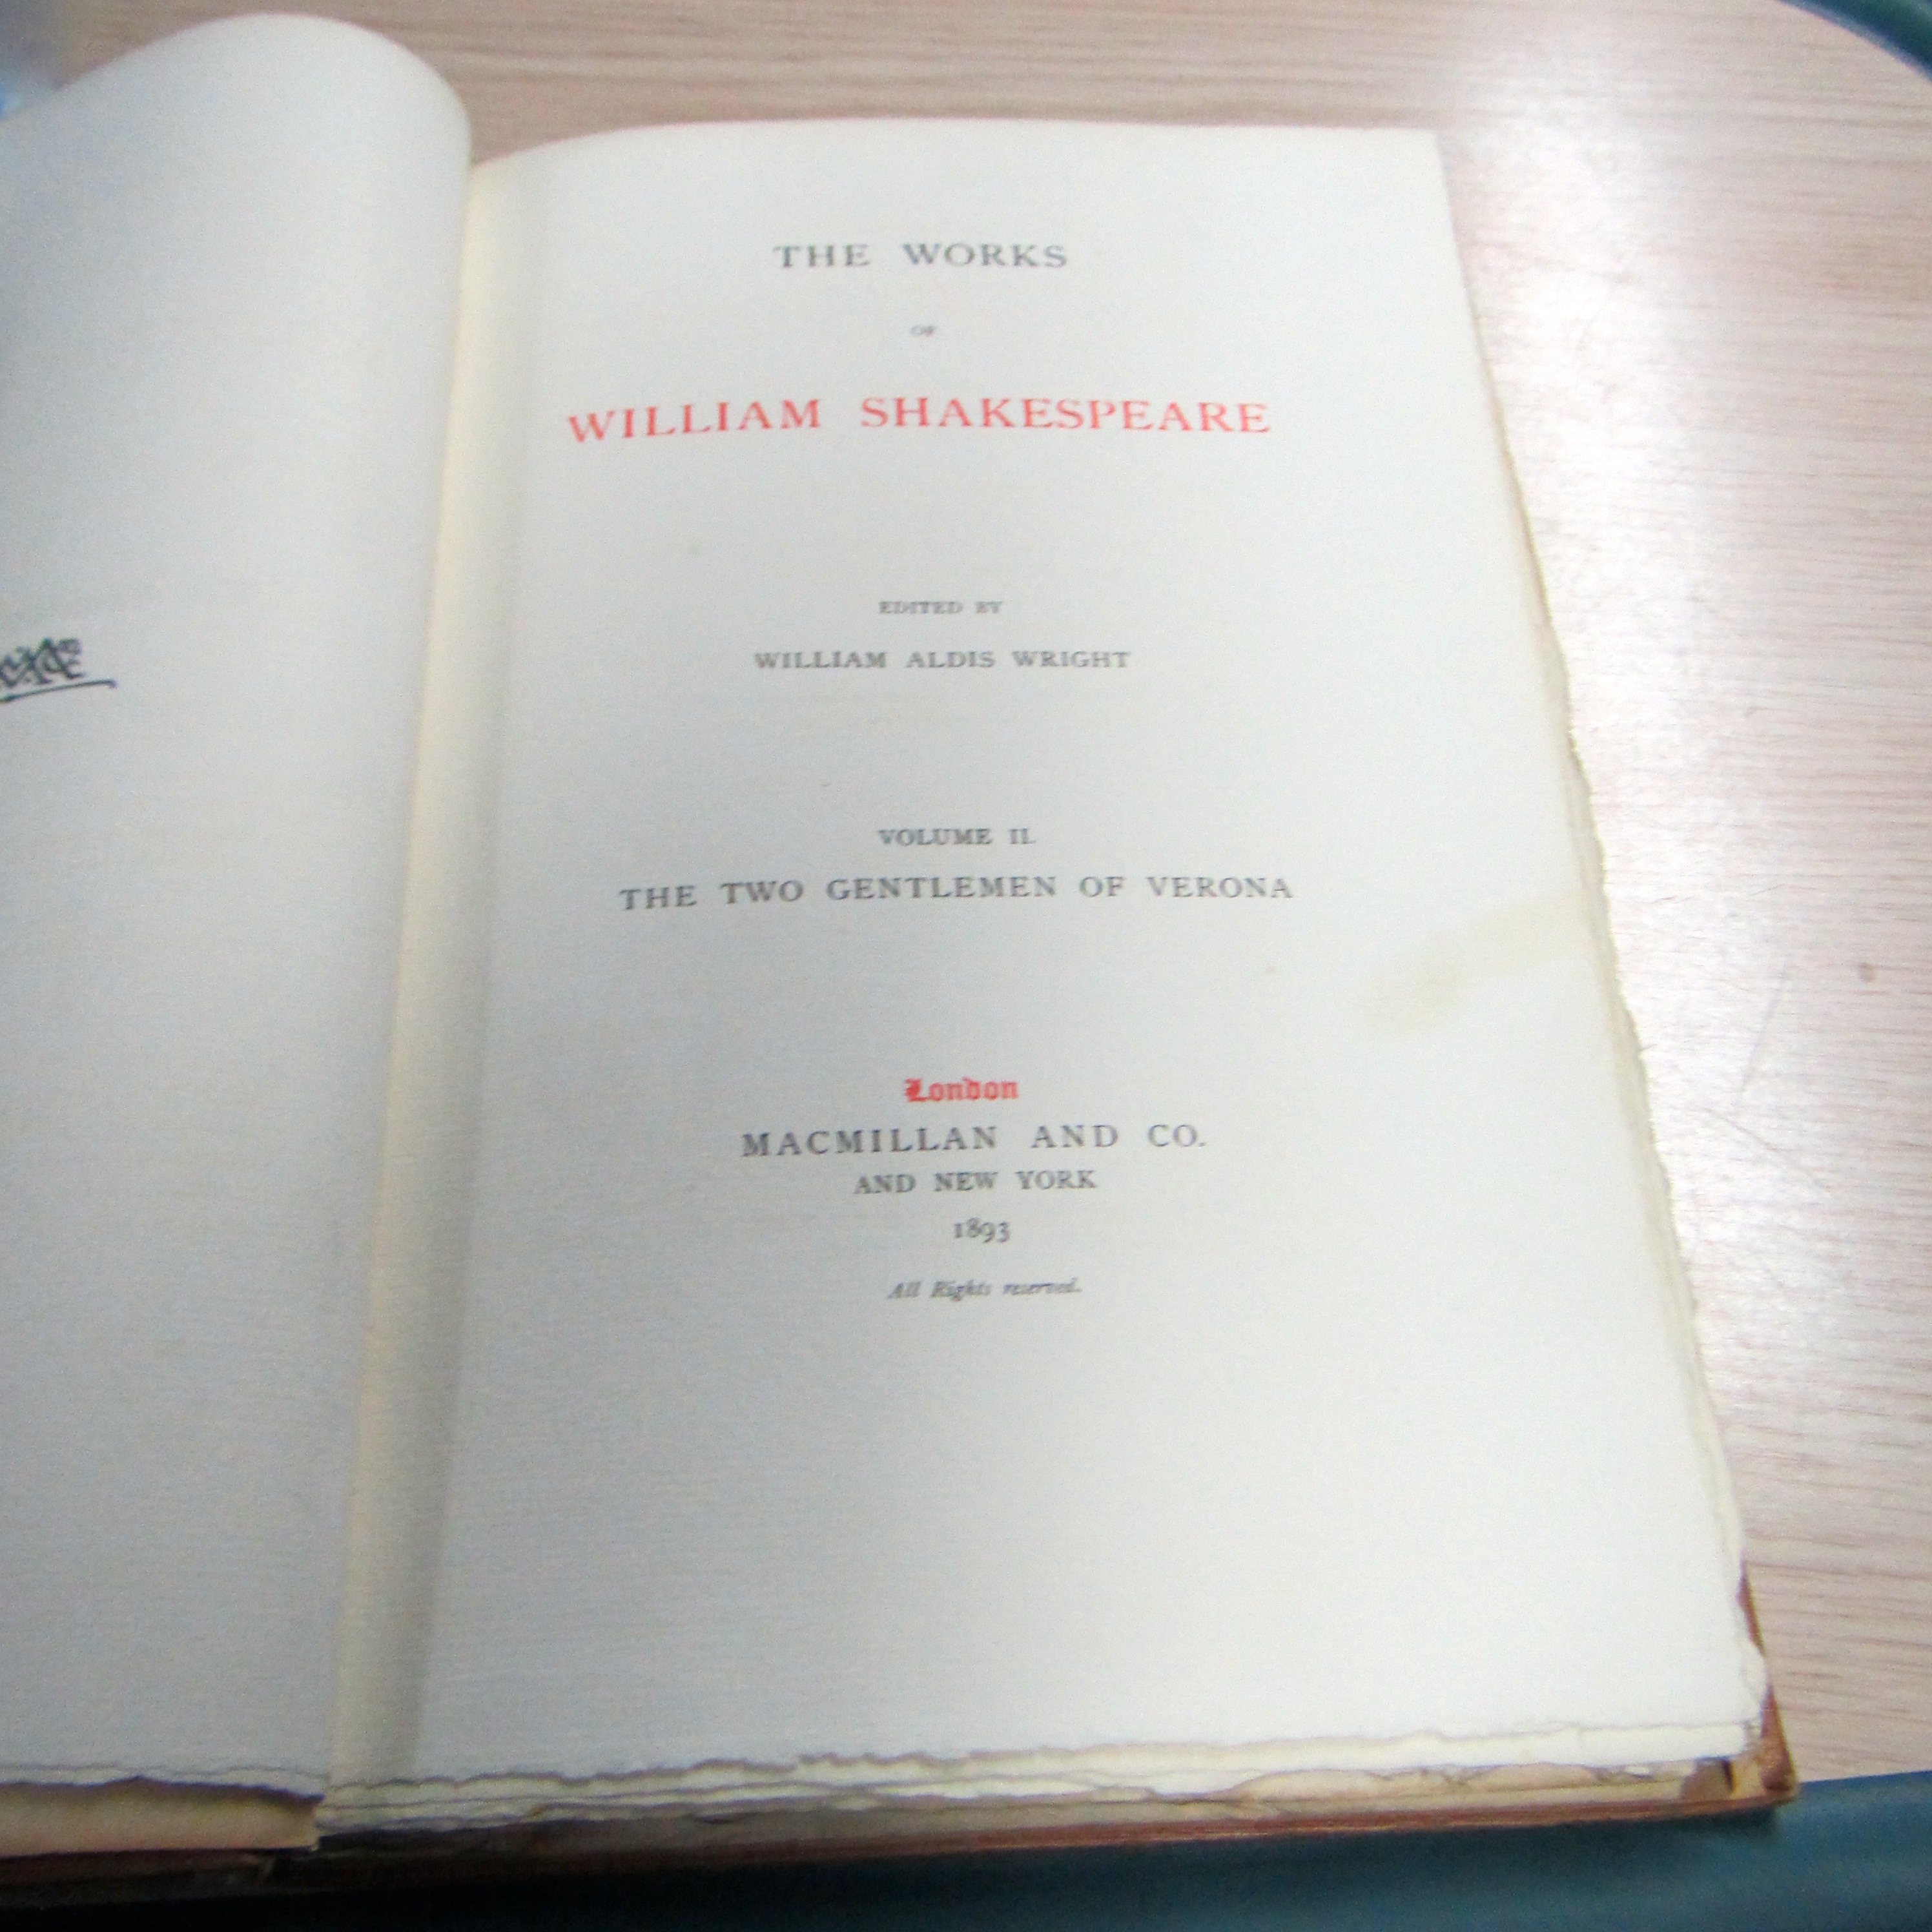 THE WORKS
OF
WILLIAM SHAKESPEARE
EDITED BY
WILLIAM ALDIS WRIGHT
VOLUME II.
THE TWO GENTLEMEN OF VERONA
London
MACMILLAN AND CO.
AND NEW YORK
1893
All Rights reserved.